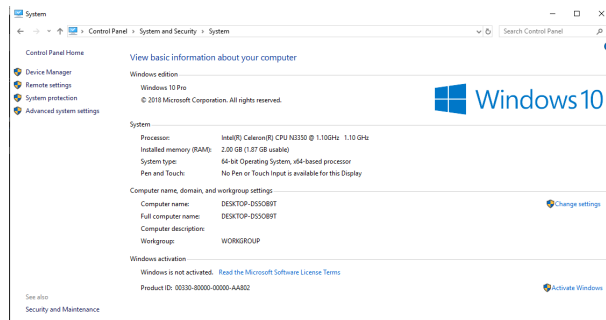 System
Control Panel > System and Security > System
Search Control Panel
Control Panel Home
Device Manager
Remote settings
System protection
Advanced system settings
See also
Security and Maintenance
View basic information about your computer
Windows edition
Windows 10 Pro
© 2018 Microsoft Corporation. All rights reserved.
Windows 10
System
Processor: Intel(R) Celeron(R) CPU N3350 @ 1.10GHz 1.10 GHz
Installed memory (RAM): 2.00 GB (1.87 GB usable)
System type: 64-bit Operating System, x64-based processor
Pen and Touch: No Pen or Touch Input is available for this Display
Computer name, domain, and workgroup settings
Computer name: DESKTOP-DS5OB9T
Change settings
Full computer name: DESKTOP-DS5OB9T
Computer description:
Workgroup: WORKGROUP
Windows activation
Windows is not activated. Read the Microsoft Software License Terms
Product ID: 00330-80000-00000-AA802
Activate Windows